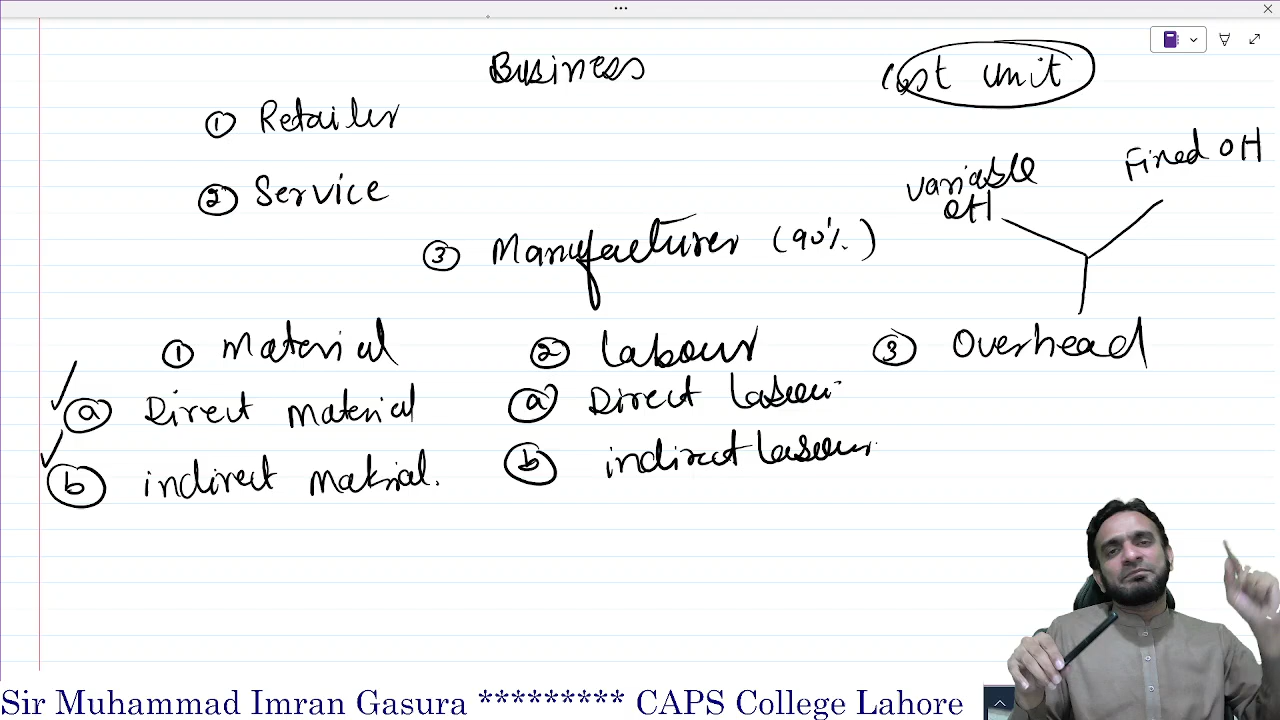 Business
cost unit
① Retailer
Variable OH
Fixed OH
② Service
③ Manufacturer (90%)
① Material
② Labour
③ Overhead
ⓐ Direct material
ⓐ Direct labour
ⓑ indirect material.
ⓑ indirect labour
Sir Muhammad Imran Gasura ********* CAPS College Lahore